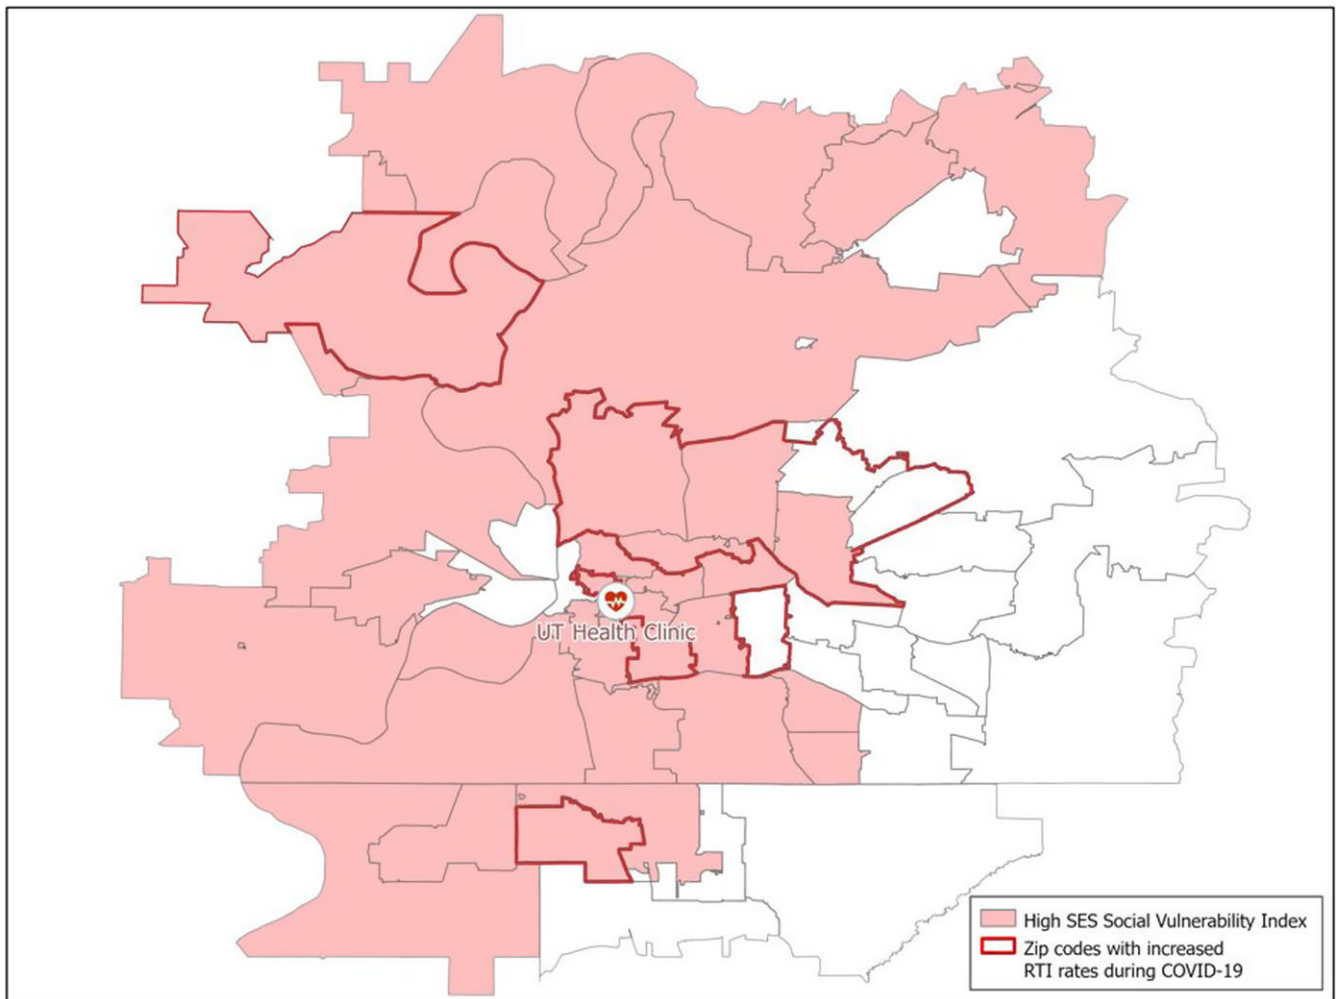 UT Health Clinic
High SES Social Vulnerability Index
Zip codes with increased
RTI rates during COVID-19